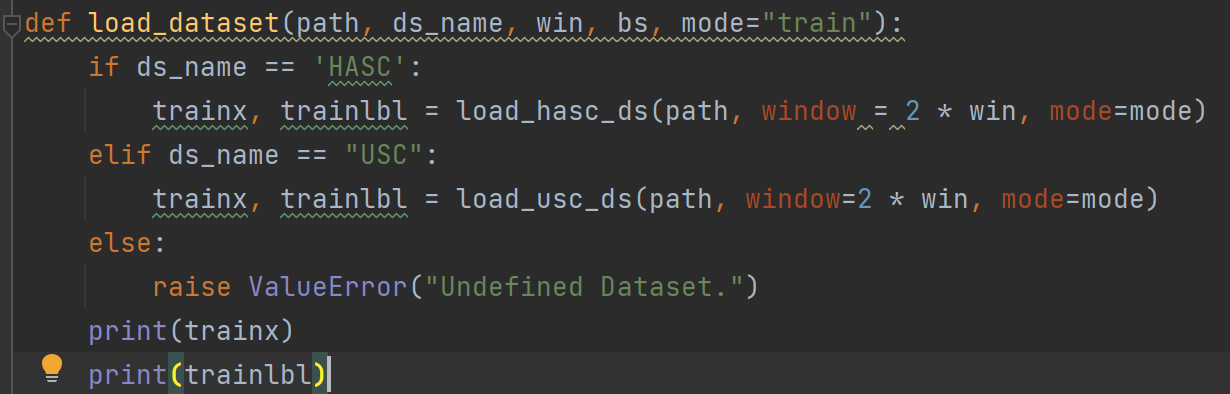 def load_dataset(path, ds_name, win, bs, mode="train"):
    if ds_name == 'HASC':
        trainx, trainlbl = load_hasc_ds(path, window = 2 * win, mode=mode)
    elif ds_name == "USC":
        trainx, trainlbl = load_usc_ds(path, window=2 * win, mode=mode)
    else:
        raise ValueError("Undefined Dataset.")
    print(trainx)
    print(trainlbl)